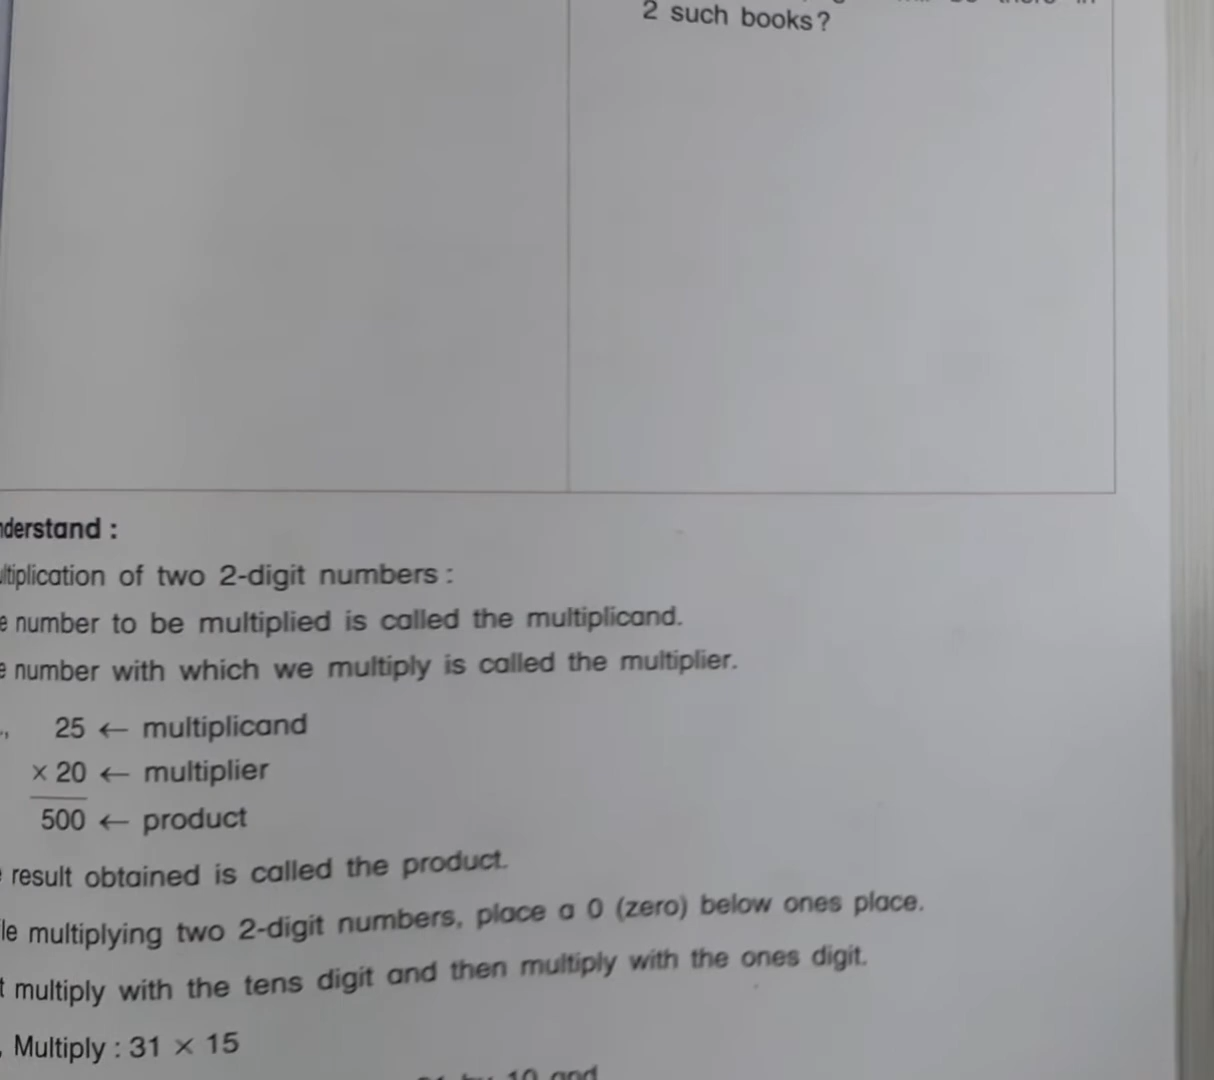 2 such books?
nderstand :
ltiplication of two 2-digit numbers :
e number to be multiplied is called the multiplicand.
e number with which we multiply is called the multiplier.
., 25 ← multiplicand
× 20 ← multiplier
500 ← product
result obtained is called the product.
le multiplying two 2-digit numbers, place a 0 (zero) below ones place.
t multiply with the tens digit and then multiply with the ones digit.
Multiply : 31 × 15
10 and